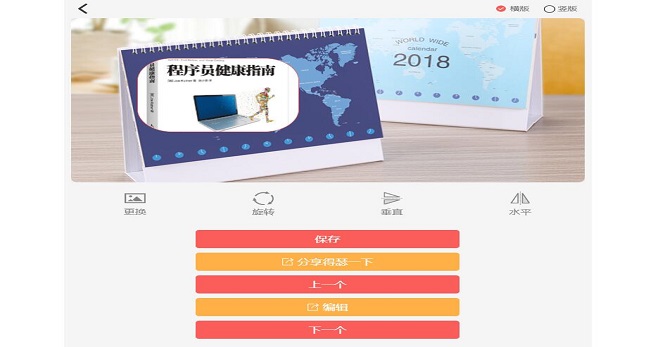 横版 竖版
WORLD WIDE
calendar
2018
程序员健康指南
更换 旋转 垂直 水平
保存
分享得瑟一下
上一个
编辑
下一个